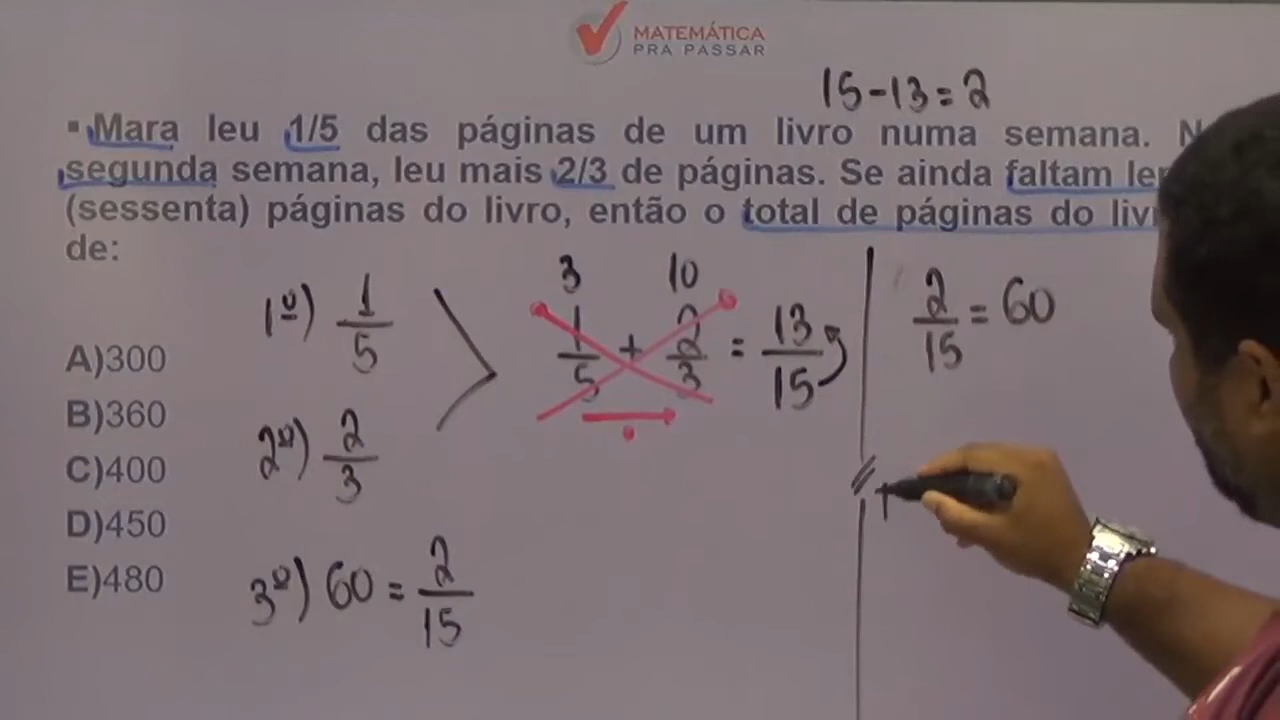 MATEMÁTICA
PRA PASSAR
15-13=2
▪Mara leu 1/5 das páginas de um livro numa semana.
segunda semana, leu mais 2/3 de páginas. Se ainda faltam ler
(sessenta) páginas do livro, então o total de páginas do
de:
A)300
B)360
C)400
D)450
E)480
1º) 1/5
2º) 2/3
3º) 60 = 2/15
3 10
1/5 + 2/3 = 13/15
2/15 = 60